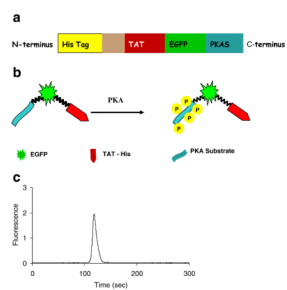 a
N-terminus His Tag TAT EGFP PKAS C-terminus
b
PKA
P
P
P
P
P
EGFP TAT - His PKA Substrate
c
Fluorescence
3
2
1
0
0 100 200 300
Time (sec)